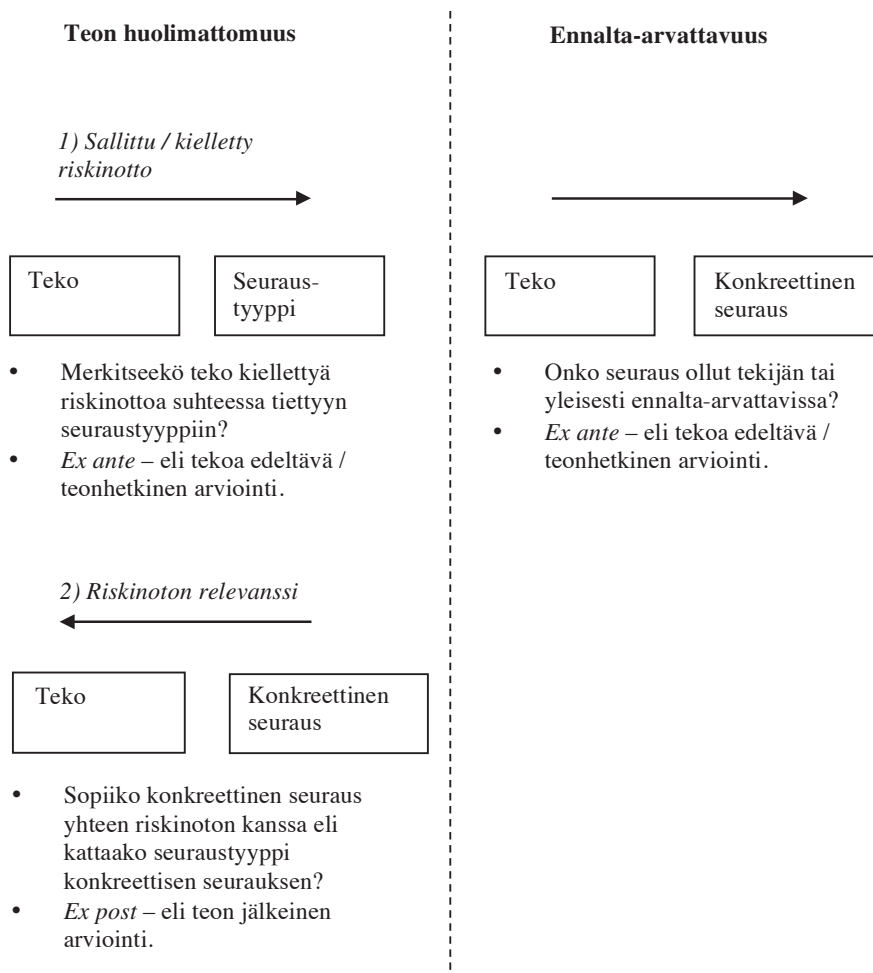 Teon huolimattomuus
1) Sallittu / kielletty
riskinotto
Teko
Seuraus-
tyyppi
• Merkitseekö teko kiellettyä
riskinottoa suhteessa tiettyyn
seuraustyyppiin?
• Ex ante – eli tekoa edeltävä /
teonhetkinen arviointi.
2) Riskinoton relevanssi
Teko
Konkreettinen
seuraus
• Sopiiko konkreettinen seuraus
yhteen riskinoton kanssa eli
kattaako seuraustyyppi
konkreettisen seurauksen?
• Ex post – eli teon jälkeinen
arviointi.
Ennalta-arvattavuus
Teko
Konkreettinen
seuraus
• Onko seuraus ollut tekijän tai
yleisesti ennalta-arvattavissa?
• Ex ante – eli tekoa edeltävä /
teonhetkinen arviointi.